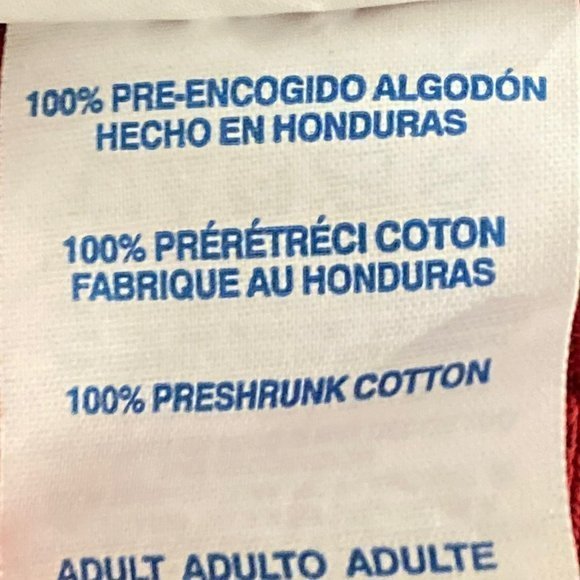 100% PRE-ENCOGIDO ALGODÓN
HECHO EN HONDURAS
100% PRÉRÉTRÉCI COTON
FABRIQUE AU HONDURAS
100% PRESHRUNK COTTON
ADULT ADULTO ADULTE